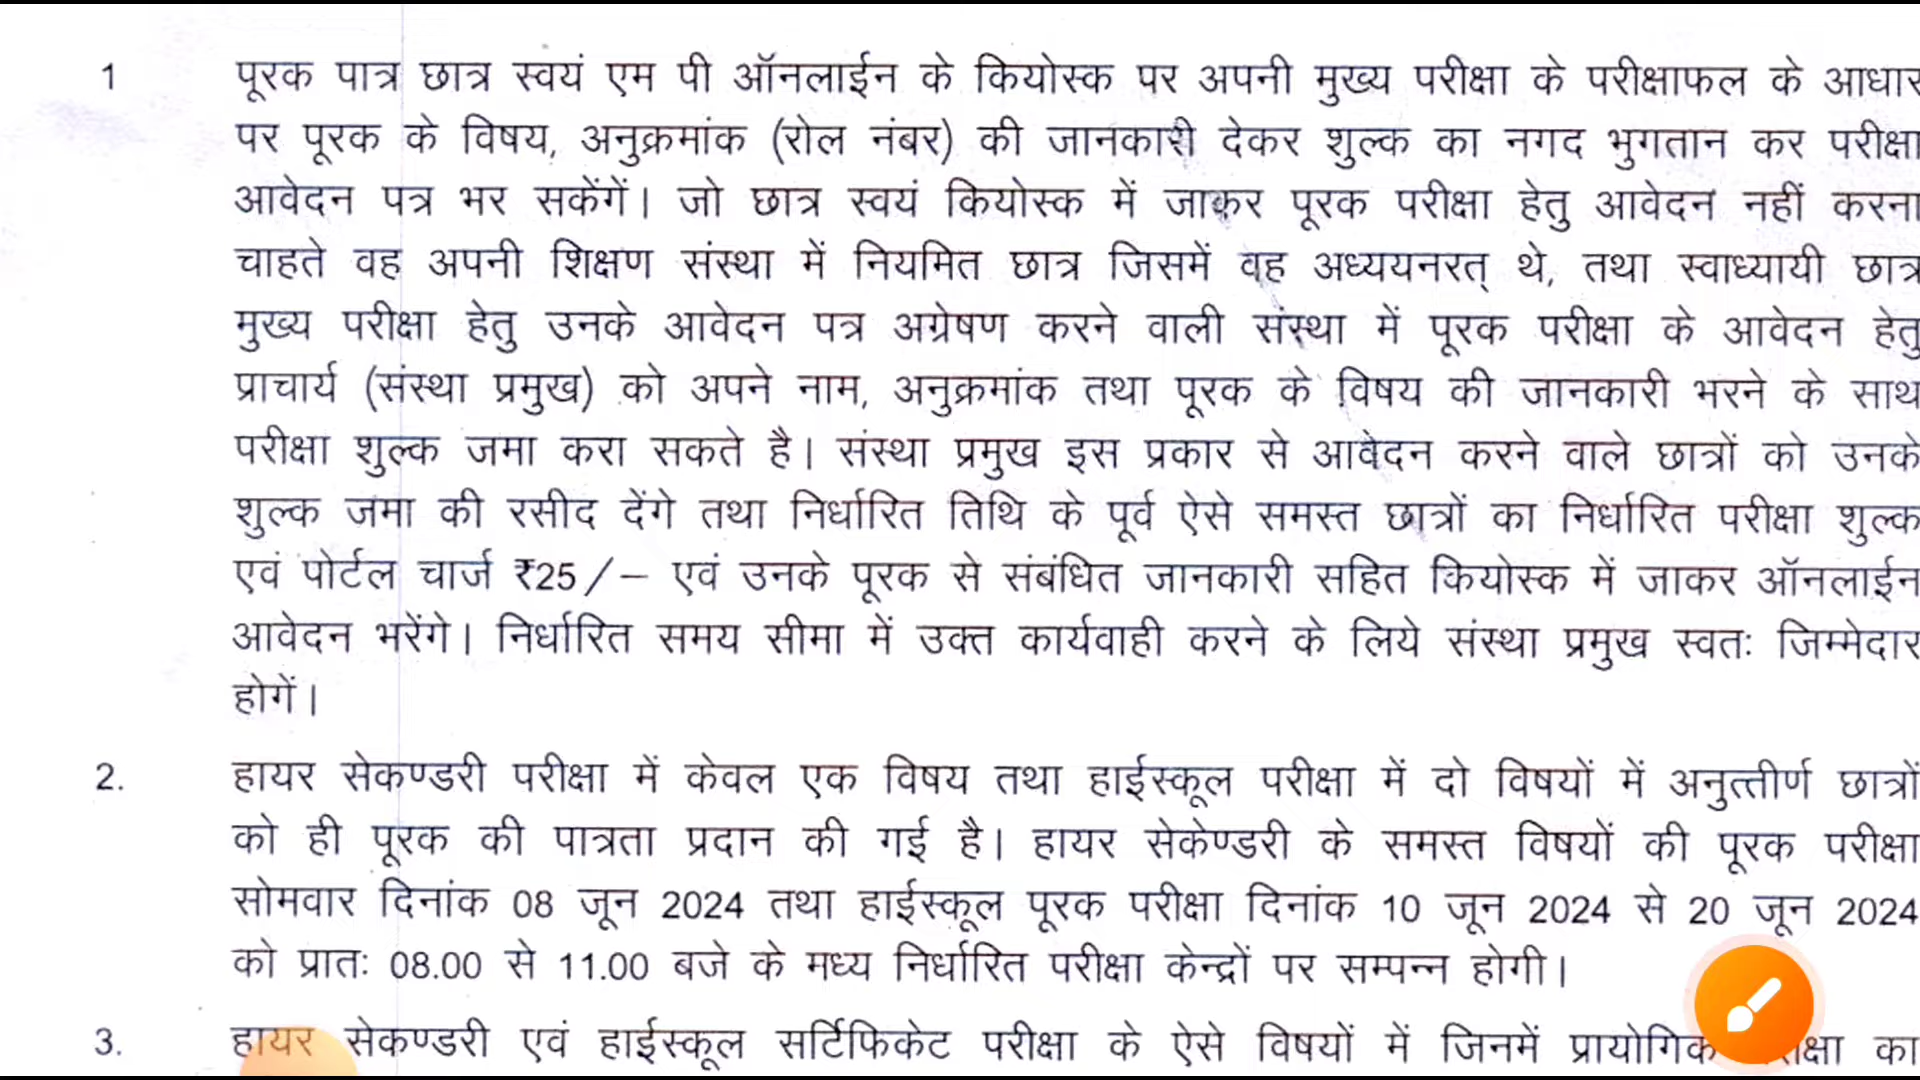 1 पूरक पात्र छात्र स्वयं एम पी ऑनलाईन के कियोस्क पर अपनी मुख्य परीक्षा के परीक्षाफल के आधार
पर पूरक के विषय, अनुक्रमांक (रोल नंबर) की जानकारी देकर शुल्क का नगद भुगतान कर परीक्षा
आवेदन पत्र भर सकेंगें। जो छात्र स्वयं कियोस्क में जाकर पूरक परीक्षा हेतु आवेदन नहीं करना
चाहते वह अपनी शिक्षण संस्था में नियमित छात्र जिसमें वह अध्ययनरत् थे, तथा स्वाध्यायी छात्र
मुख्य परीक्षा हेतु उनके आवेदन पत्र अग्रेषण करने वाली संस्था में पूरक परीक्षा के आवेदन हेतु
प्राचार्य (संस्था प्रमुख) को अपने नाम, अनुक्रमांक तथा पूरक के विषय की जानकारी भरने के साथ
परीक्षा शुल्क जमा करा सकते है। संस्था प्रमुख इस प्रकार से आवेदन करने वाले छात्रों को उनके
शुल्क जमा की रसीद देंगे तथा निर्धारित तिथि के पूर्व ऐसे समस्त छात्रों का निर्धारित परीक्षा शुल्क
एवं पोर्टल चार्ज ₹25/– एवं उनके पूरक से संबंधित जानकारी सहित कियोस्क में जाकर ऑनलाईन
आवेदन भरेंगे। निर्धारित समय सीमा में उक्त कार्यवाही करने के लिये संस्था प्रमुख स्वतः जिम्मेदार
होगें।
2. हायर सेकण्डरी परीक्षा में केवल एक विषय तथा हाईस्कूल परीक्षा में दो विषयों में अनुत्तीर्ण छात्रों
को ही पूरक की पात्रता प्रदान की गई है। हायर सेकेण्डरी के समस्त विषयों की पूरक परीक्षा
सोमवार दिनांक 08 जून 2024 तथा हाईस्कूल पूरक परीक्षा दिनांक 10 जून 2024 से 20 जून 2024
को प्रातः 08.00 से 11.00 बजे के मध्य निर्धारित परीक्षा केन्द्रों पर सम्पन्न होगी।
3. हायर सेकण्डरी एवं हाईस्कूल सर्टिफिकेट परीक्षा के ऐसे विषयों में जिनमें प्रायोगिक का